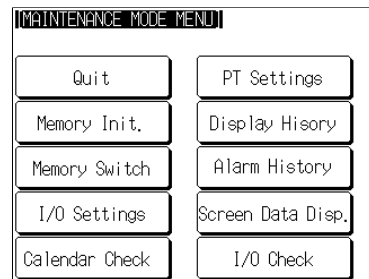 [MAINTENANCE MODE MENU]
Quit
PT Settings
Memory Init.
Display Hisory
Memory Switch
Alarm History
I/O Settings
Screen Data Disp.
Calendar Check
I/O Check